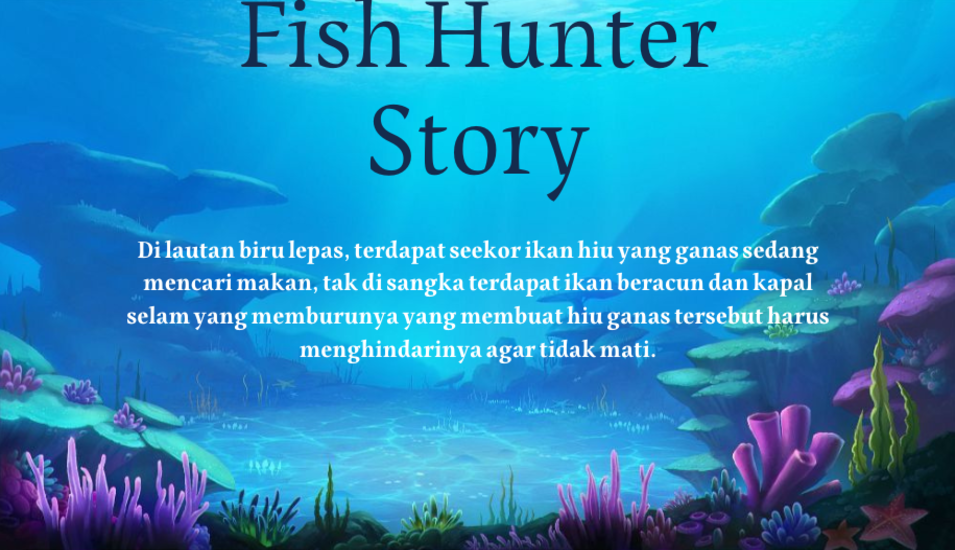 Fish Hunter
Story
Di lautan biru lepas, terdapat seekor ikan hiu yang ganas sedang
mencari makan, tak di sangka terdapat ikan beracun dan kapal
selam yang memburunya yang membuat hiu ganas tersebut harus
menghindarinya agar tidak mati.